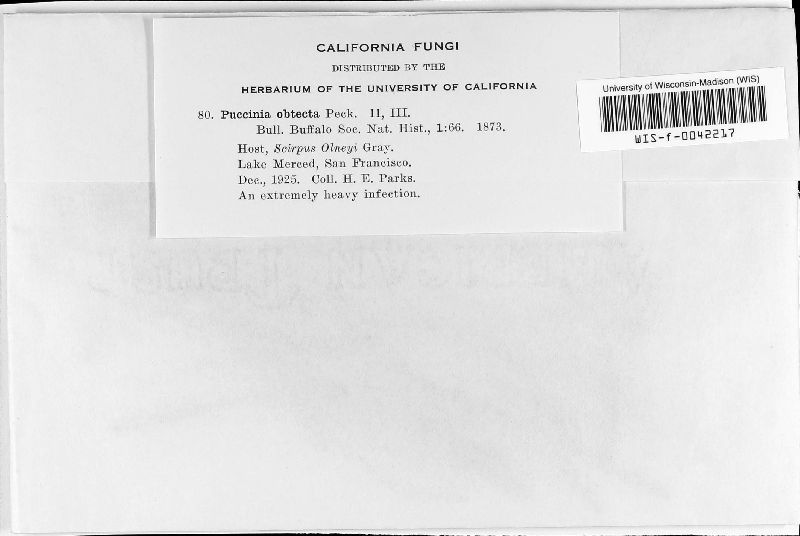 CALIFORNIA FUNGI
DISTRIBUTED BY THE
HERBARIUM OF THE UNIVERSITY OF CALIFORNIA
80. Puccinia obtecta Peck. II, III.
Bull. Buffalo Soc. Nat. Hist., 1:66. 1873.
Host, Scirpus Olneyi Gray.
Lake Merced, San Francisco.
Dec., 1925. Coll. H. E. Parks.
An extremely heavy infection.
University of Wisconsin-Madison (WIS)
WIS-f-0042217